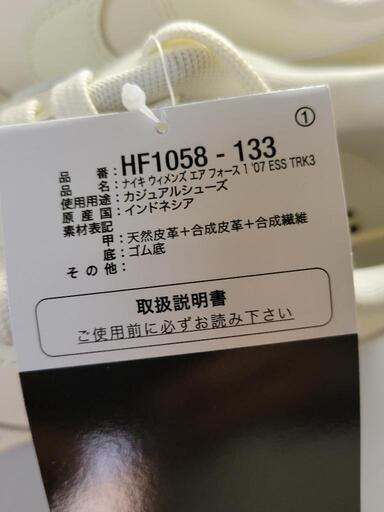 ①
品番：HF1058 - 133
品名：ナイキ ウィメンズ エア フォース 1 '07 ESS TRK3
使用用途：カジュアルシューズ
原産国：インドネシア
素材表記
甲：天然皮革＋合成皮革＋合成繊維
底：ゴム底
その他：
取扱説明書
ご使用前に必ずお読み下さい